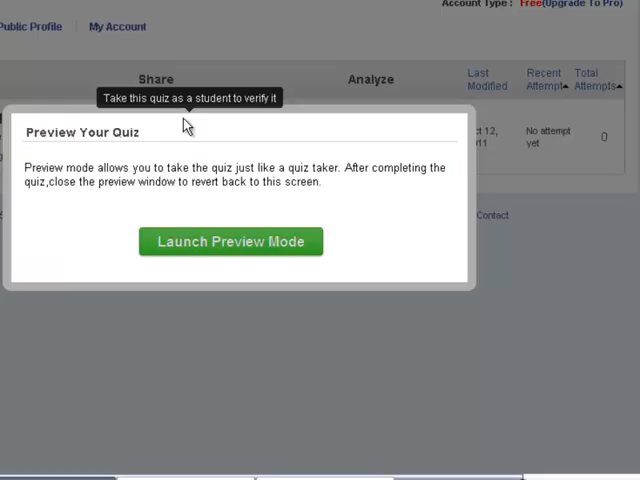 Account Type : Free(Upgrade To Pro)
Public Profile My Account
Share Analyze Last Modified Recent Attempt Total Attempts
Take this quiz as a student to verify it
Preview Your Quiz
Preview mode allows you to take the quiz just like a quiz taker. After completing the
quiz,close the preview window to revert back to this screen.
Launch Preview Mode
12,
No attempt
yet
0
Contact